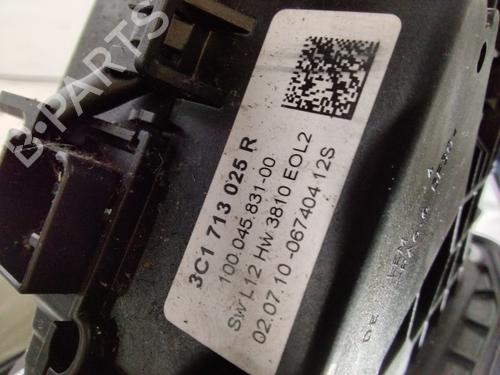 B-PARTS
3C1 713 025 R
100.045.831-00
SW L12 HW 3810 EOL2
02.07.10 -067404 12S